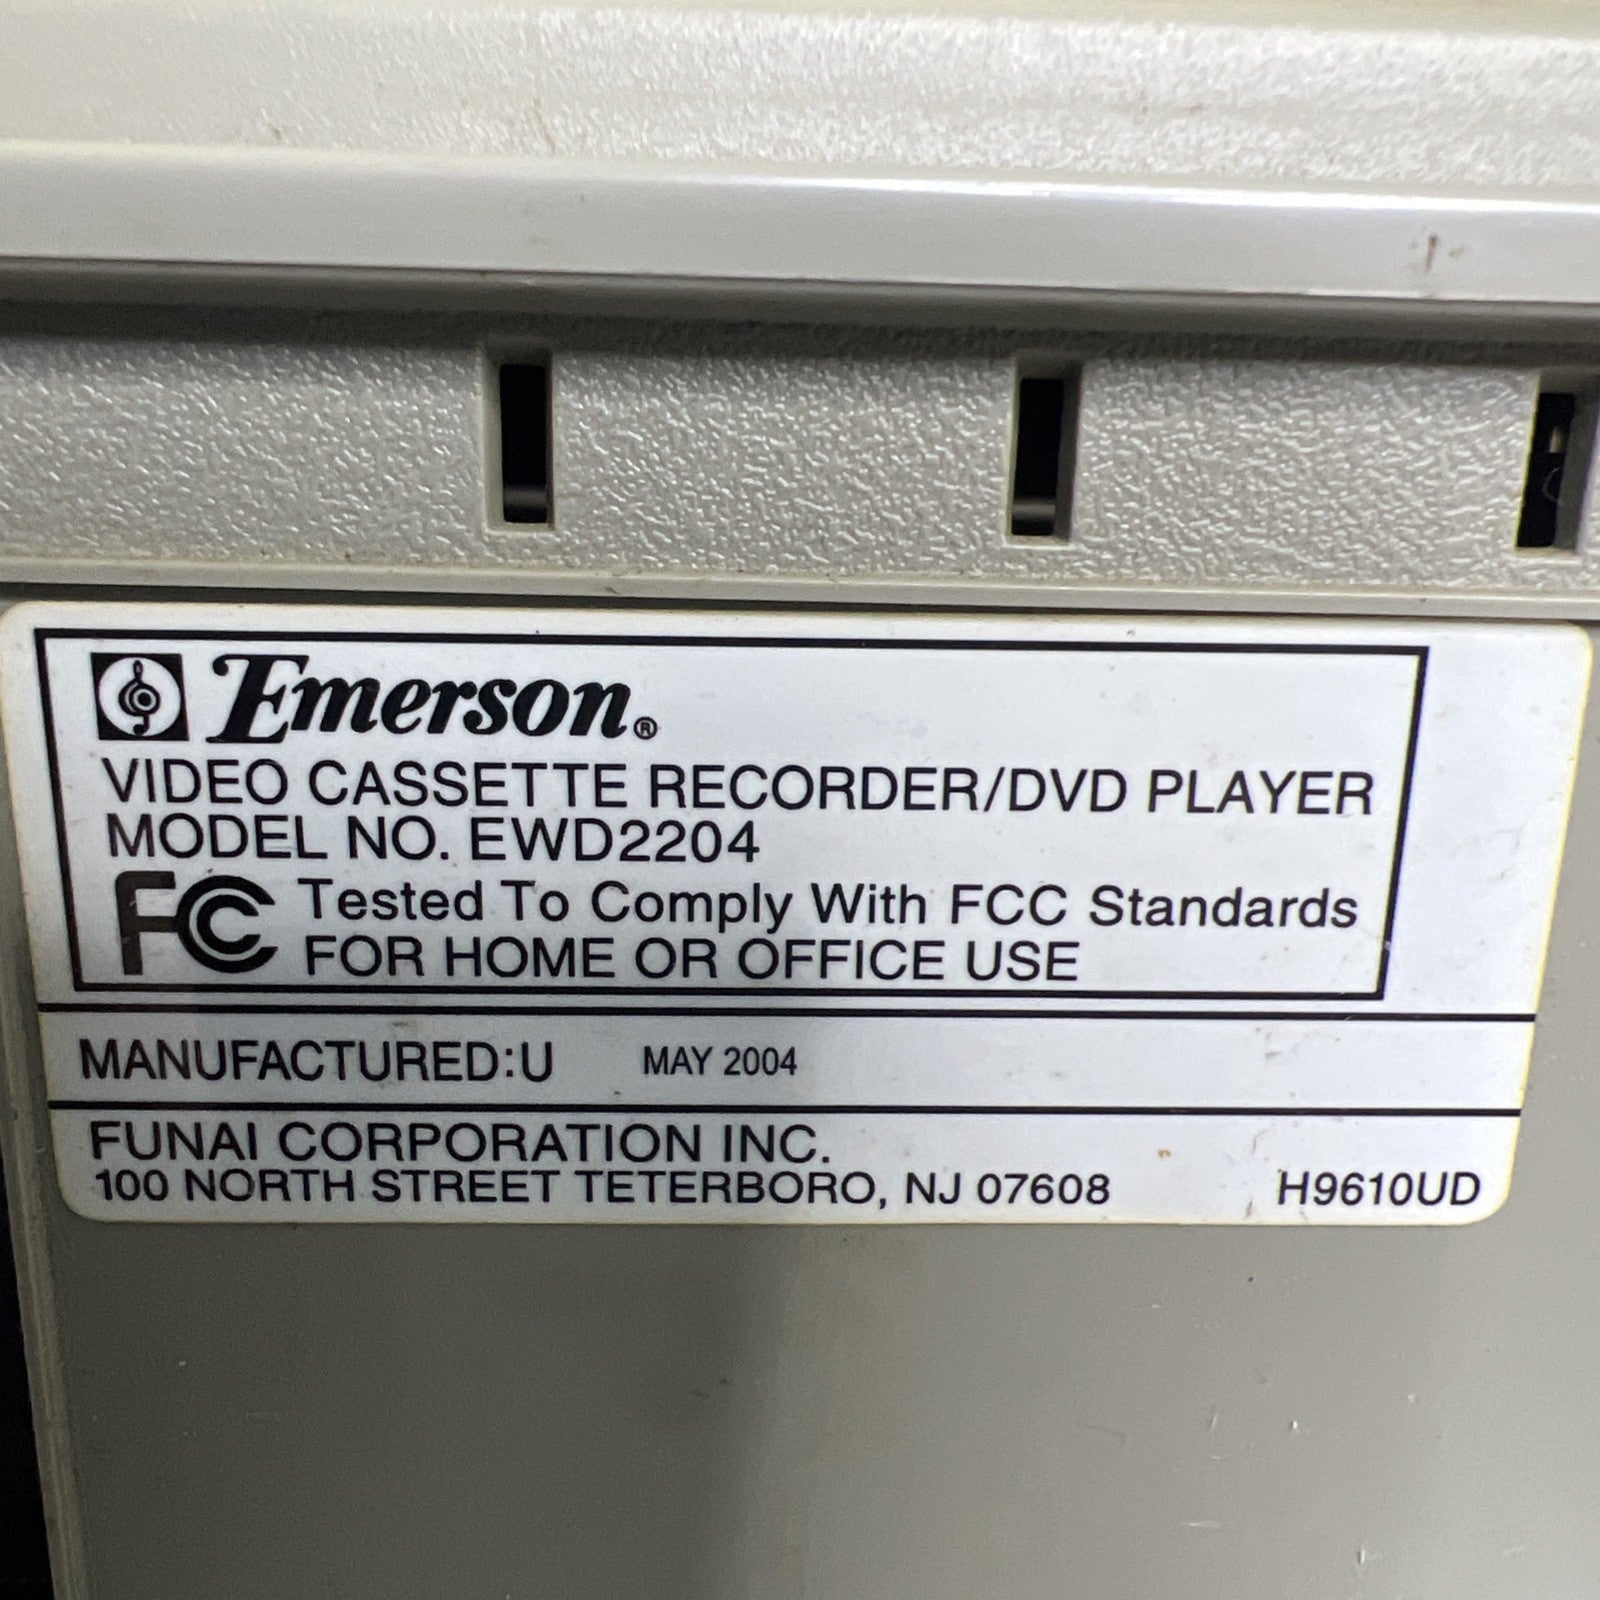 Emerson®
VIDEO CASSETTE RECORDER/DVD PLAYER
MODEL NO. EWD2204
FC Tested To Comply With FCC Standards
FOR HOME OR OFFICE USE
MANUFACTURED:U MAY 2004
FUNAI CORPORATION INC.
100 NORTH STREET TETERBORO, NJ 07608 H9610UD